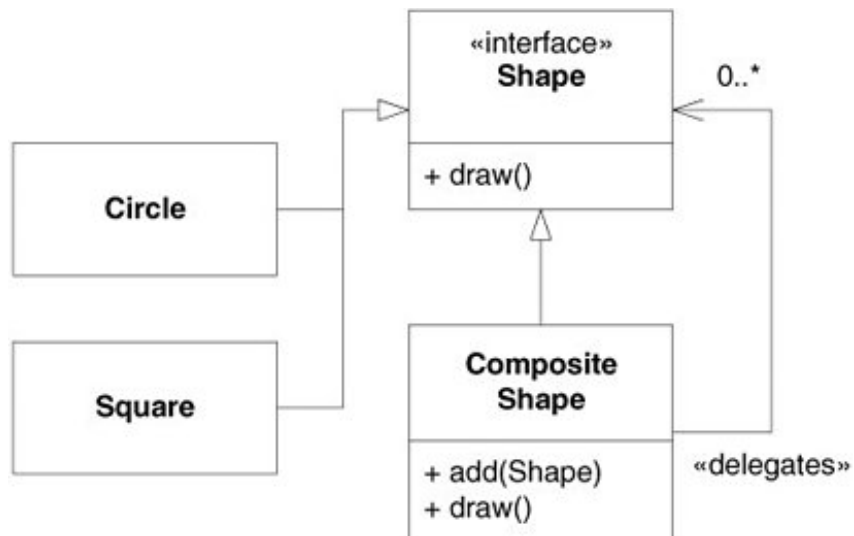 «interface»
Shape
0..*
+ draw()
Circle
Square
Composite
Shape
+ add(Shape)
+ draw()
«delegates»